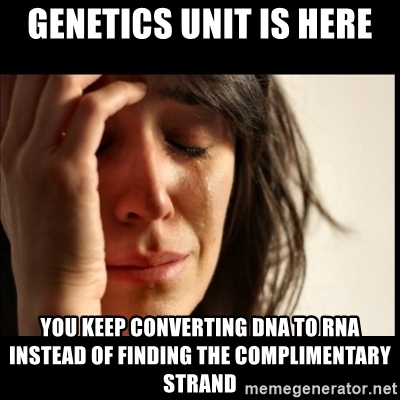 GENETICS UNIT IS HERE
YOU KEEP CONVERTING DNA TO RNA
INSTEAD OF FINDING THE COMPLIMENTARY
STRAND
memegenerator.net